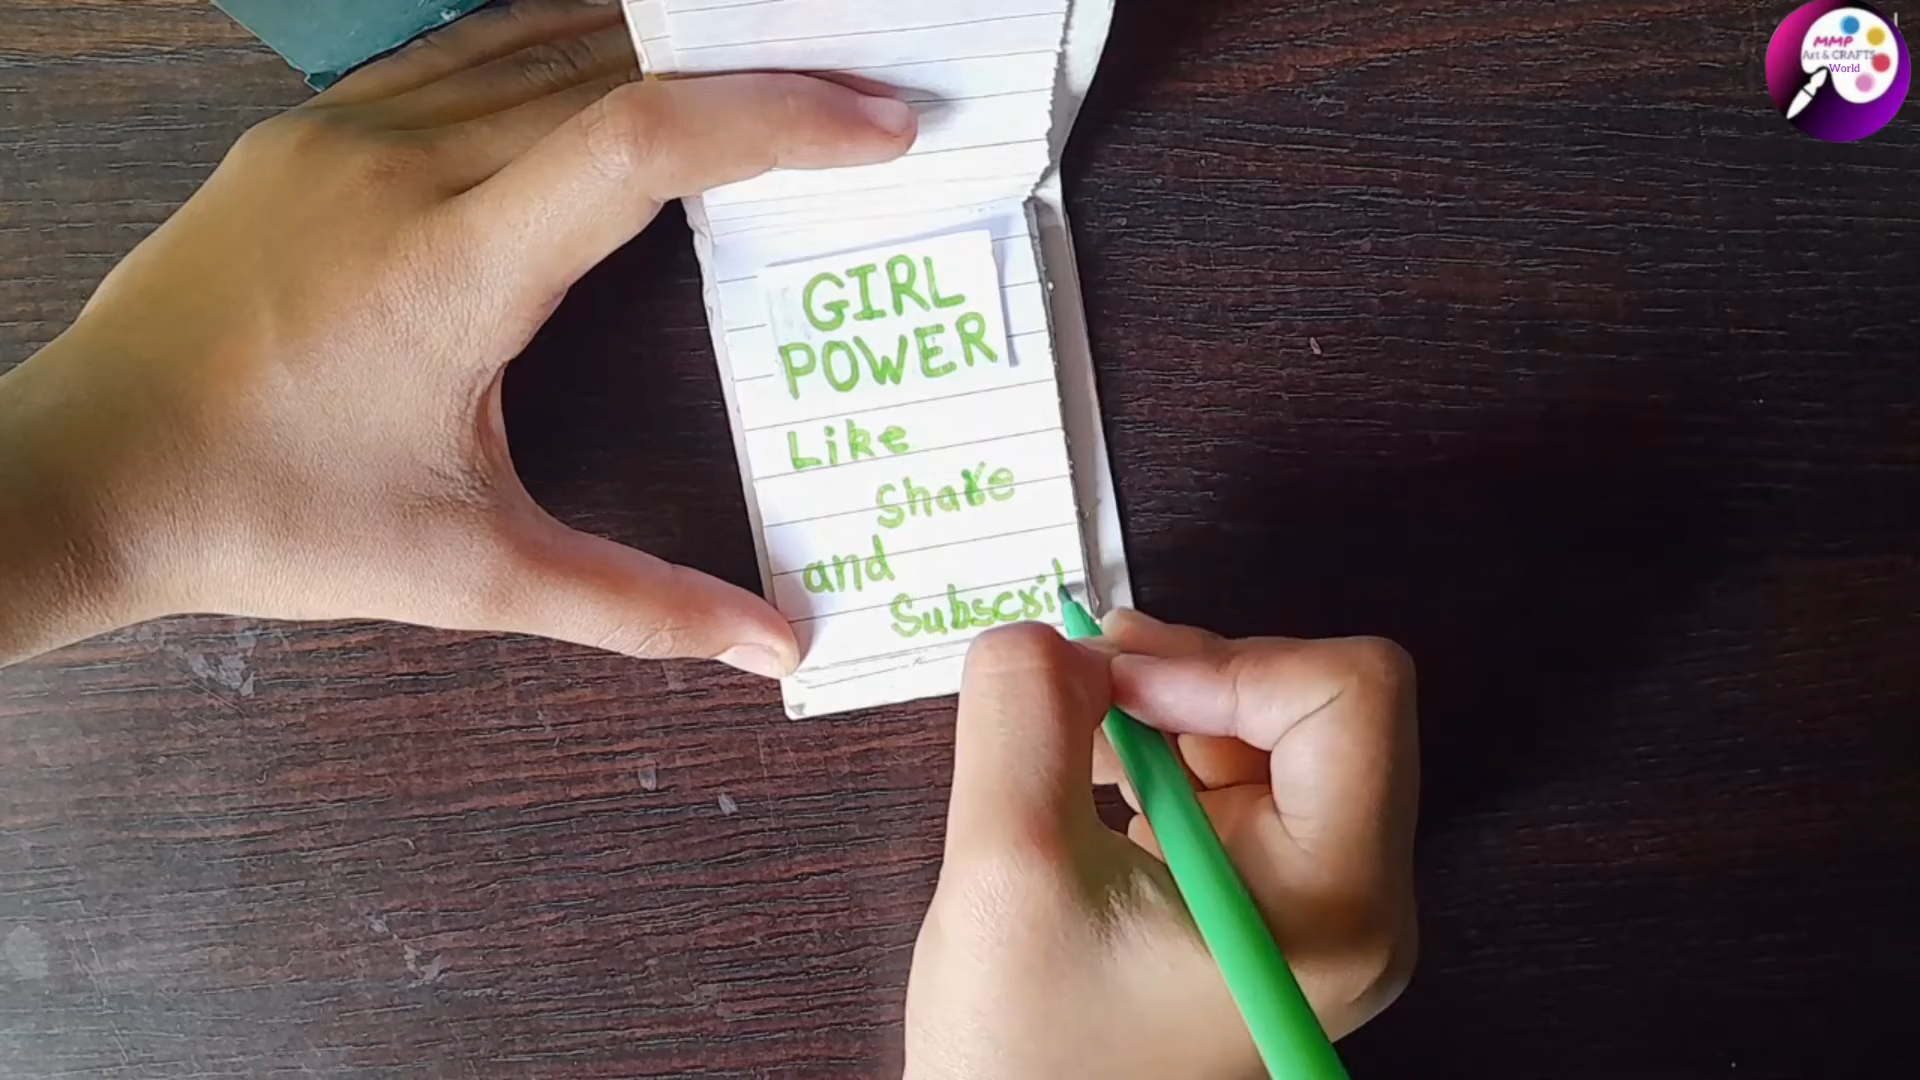 MMP
Art & CRAFTS
World
GIRL
POWER
Like
Share
and
Subscri